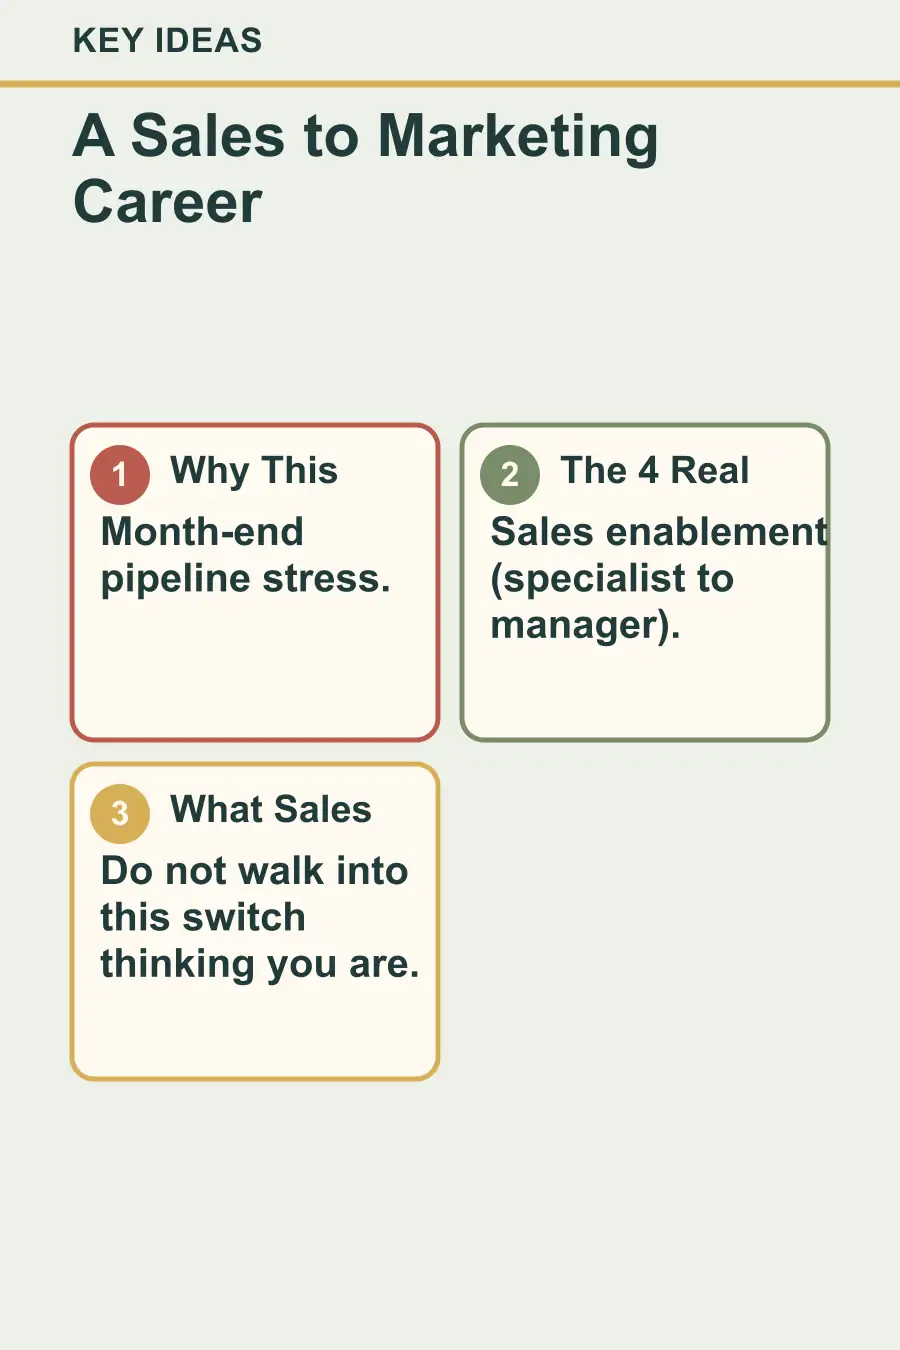 KEY IDEAS
A Sales to Marketing
Career
1 Why This
Month-end
pipeline stress.
2 The 4 Real
Sales enablement
(specialist to
manager).
3 What Sales
Do not walk into
this switch
thinking you are.